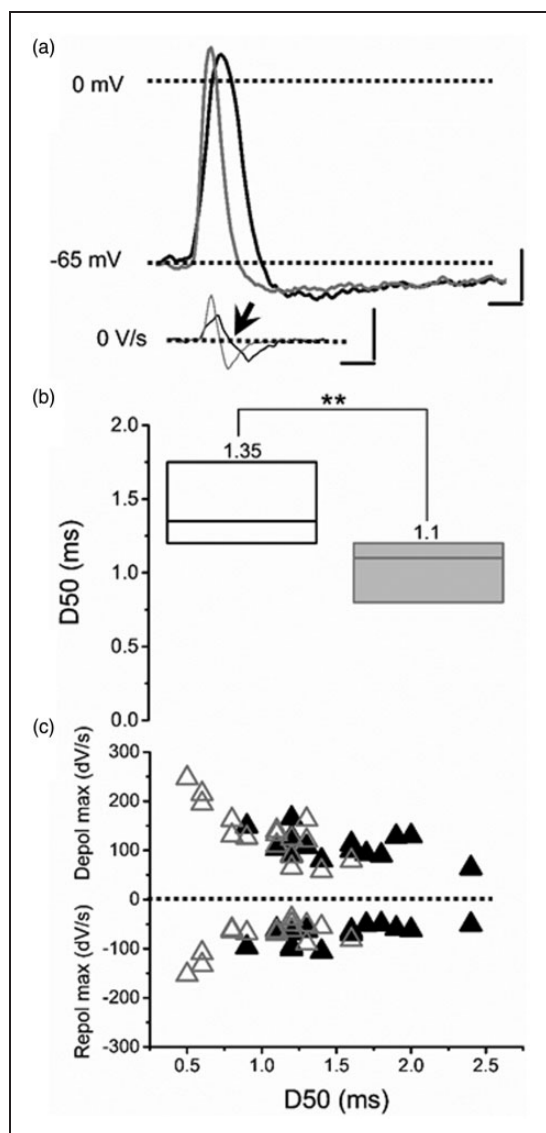 (a)
0 mV
-65 mV
0 V/s
(b)
**
2.0
1.35
1.5
1.1
1.0
0.5
0.0
D50 (ms)
(c)
300
200
100
0
-100
-200
-300
Depol max (dV/s)
Repol max (dV/s)
0.5 1.0 1.5 2.0 2.5
D50 (ms)